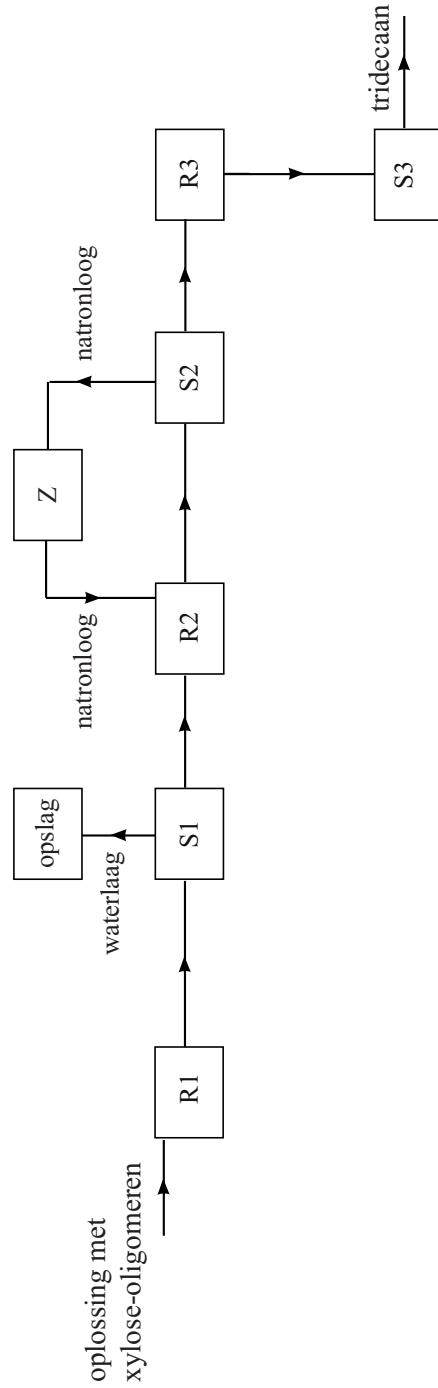 oplossing met
xylose-oligomeren
R1
S1
waterlaag
opslag
R2
natronloog
Z
natronloog
S2
R3
S3
tridecaan